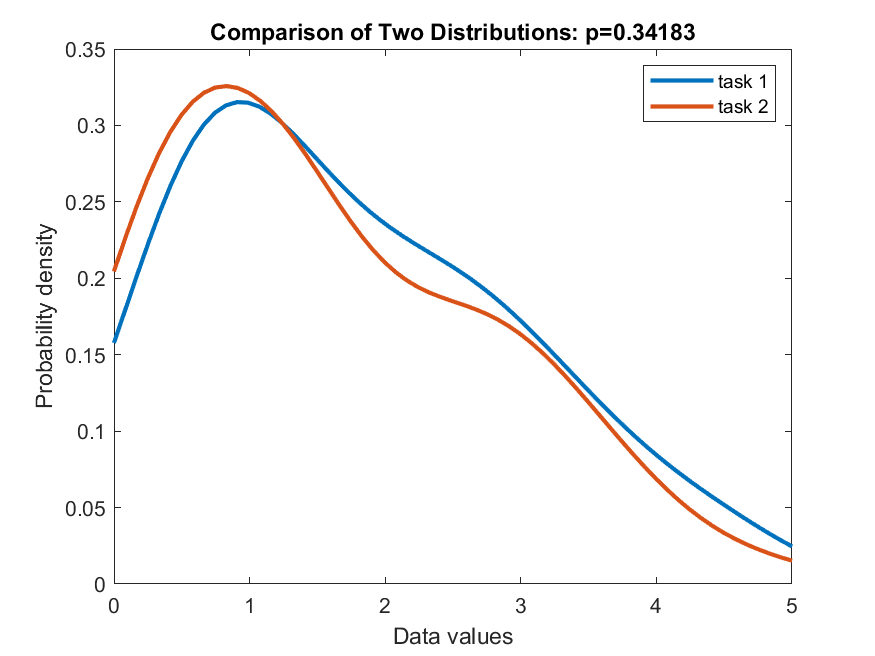 Comparison of Two Distributions: p=0.34183
0.35
0.3
0.25
0.2
0.15
0.1
0.05
0
Probability density
task 1
task 2
0 1 2 3 4 5
Data values